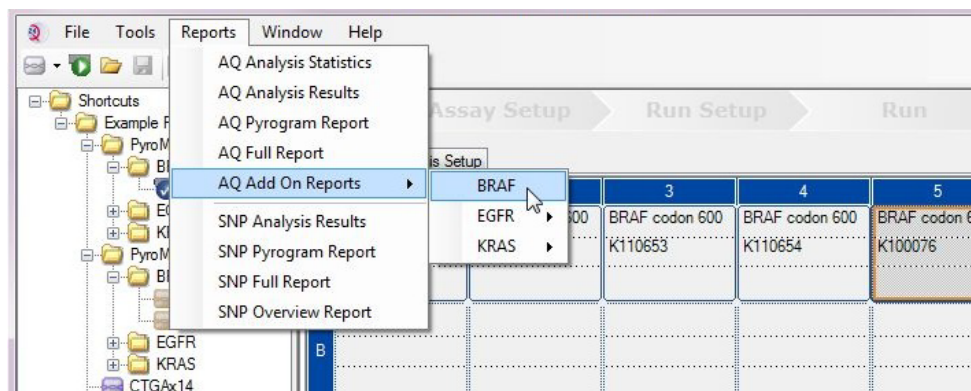 File Tools Reports Window Help
AQ Analysis Statistics
AQ Analysis Results
AQ Pyrogram Report
AQ Full Report
AQ Add On Reports
SNP Analysis Results
SNP Pyrogram Report
SNP Full Report
SNP Overview Report
BRAF
EGFR
KRAS
Shortcuts
Example
PyroM
PyroM
EGFR
KRAS
CTGAx14
Assay Setup Run Setup Run
Setup
3 4 5
BRAF codon 600 BRAF codon 600 BRAF codon
K110653 K110654 K100076
B